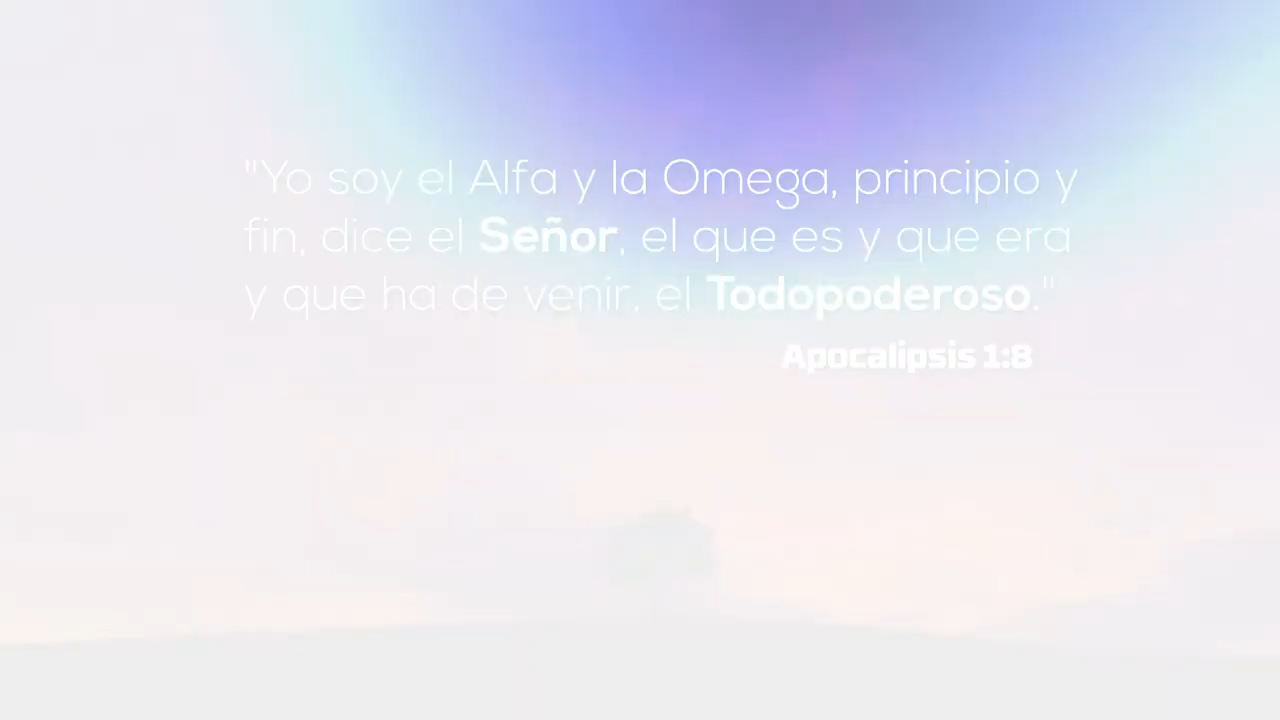 "Yo soy el Alfa y la Omega, principio y
fin, dice el Señor, el que es y que era
y que ha de venir, el Todopoderoso."
Apocalipsis 1:8